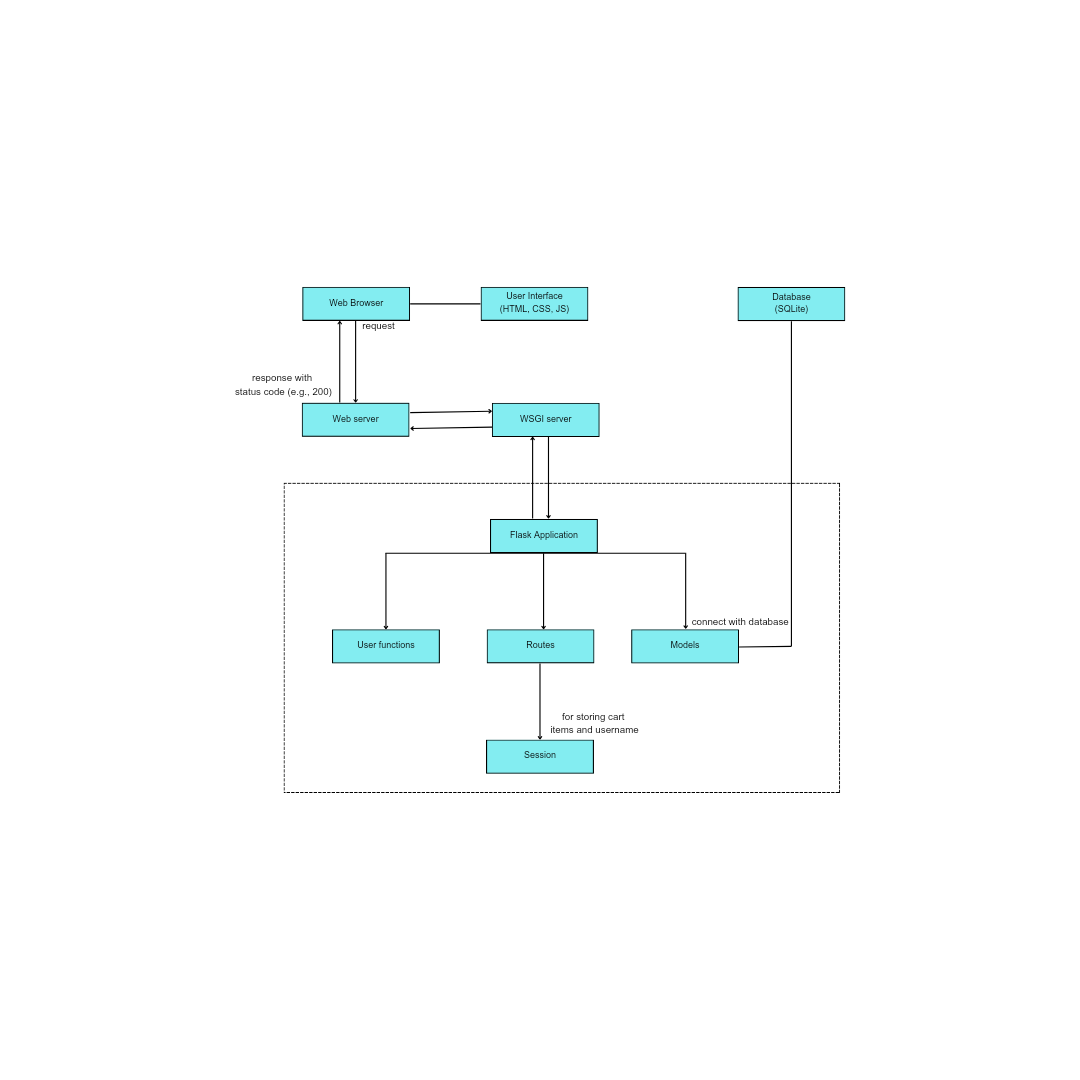 Web Browser
User Interface
(HTML, CSS, JS)
Database
(SQLite)
request
response with
status code (e.g., 200)
Web server
WSGI server
Flask Application
connect with database
User functions
Routes
Models
for storing cart
items and username
Session